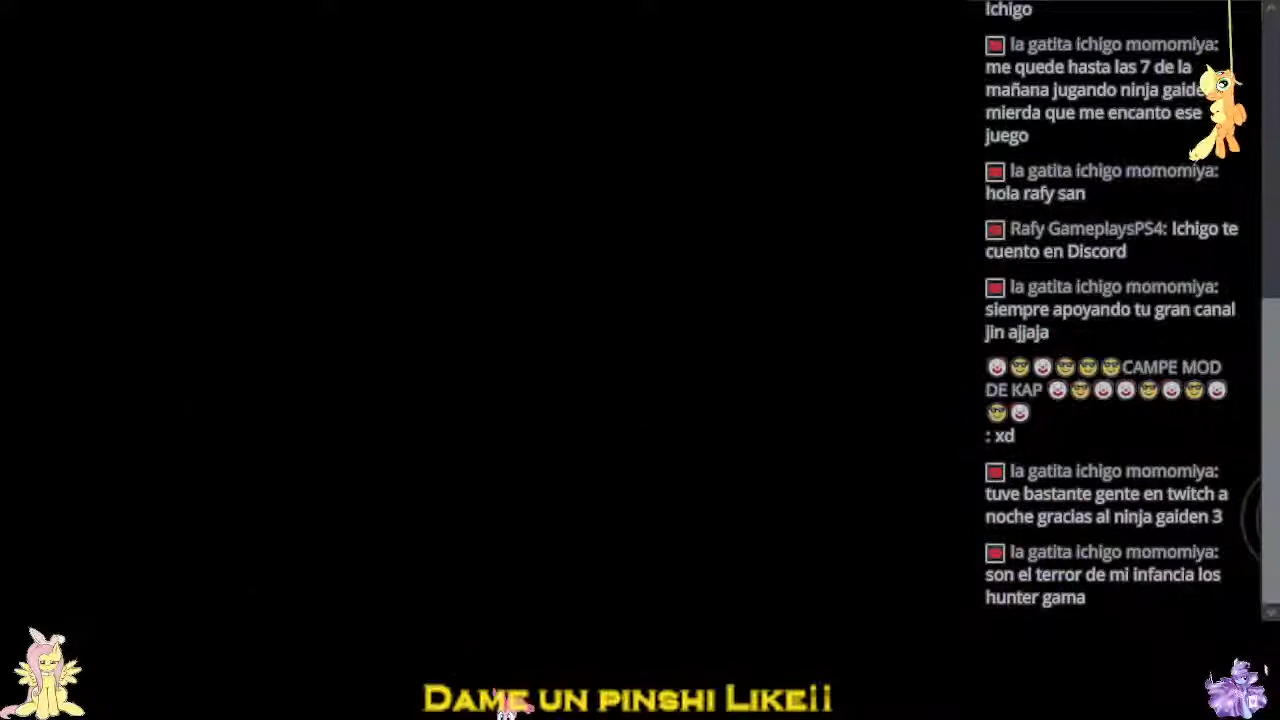 ichigo
la gatita ichigo momomiya:
me quede hasta las 7 de la
mañana jugando ninja gaide
mierda que me encanto ese
juego
la gatita ichigo momomiya:
hola rafy san
Rafy GameplaysPS4: Ichigo te
cuento en Discord
la gatita ichigo momomiya:
siempre apoyando tu gran canal
jin ajjaja
CAMPE MOD
DE KAP
: xd
la gatita ichigo momomiya:
tuve bastante gente en twitch a
noche gracias al ninja gaiden 3
la gatita ichigo momomiya:
son el terror de mi infancia los
hunter gama
Dame un pinshi Like¡¡